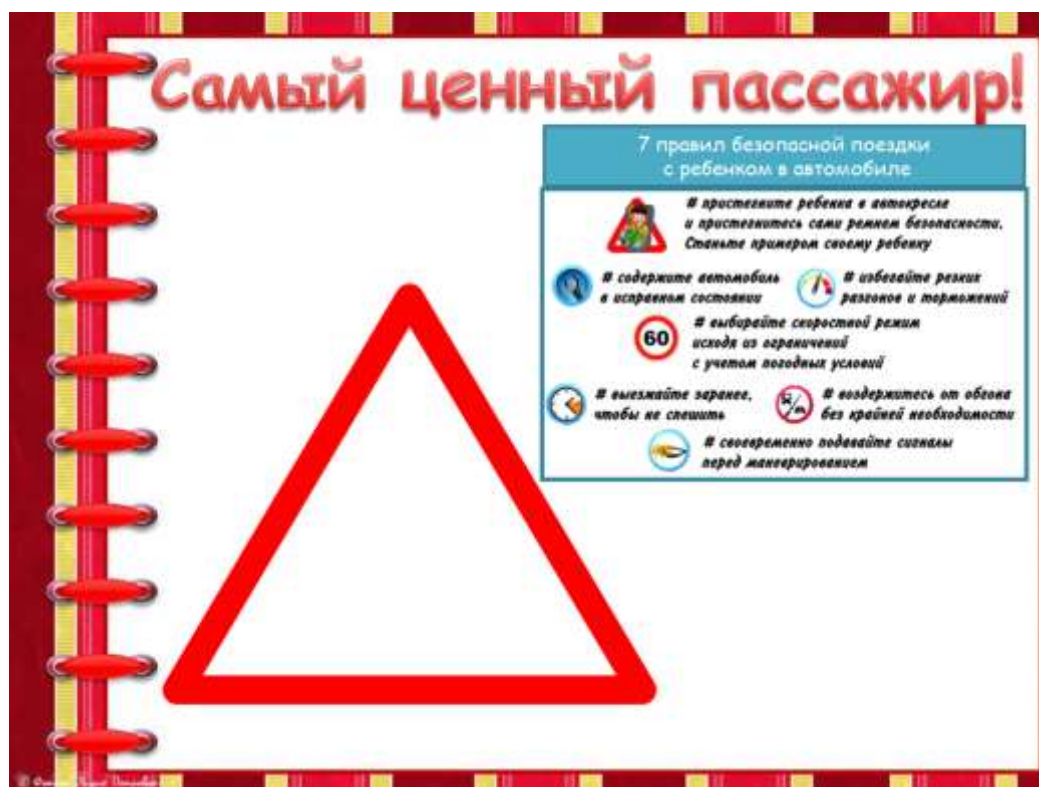 Самый ценный пассажир!
7 правил безопасной поездки
с ребенком в автомобиле
# пристегните ребенка в автокресле
и пристегнитесь сами ремнем безопасности.
Станьте примером своему ребенку
# содержите автомобиль
в исправном состоянии
# избегайте резких
разгонов и торможений
60
# выбирайте скоростной режим
исходя из ограничений
с учетом погодных условий
# выезжайте заранее,
чтобы не спешить
# воздержитесь от обгона
без крайней необходимости
# своевременно подавайте сигналы
перед маневрированием